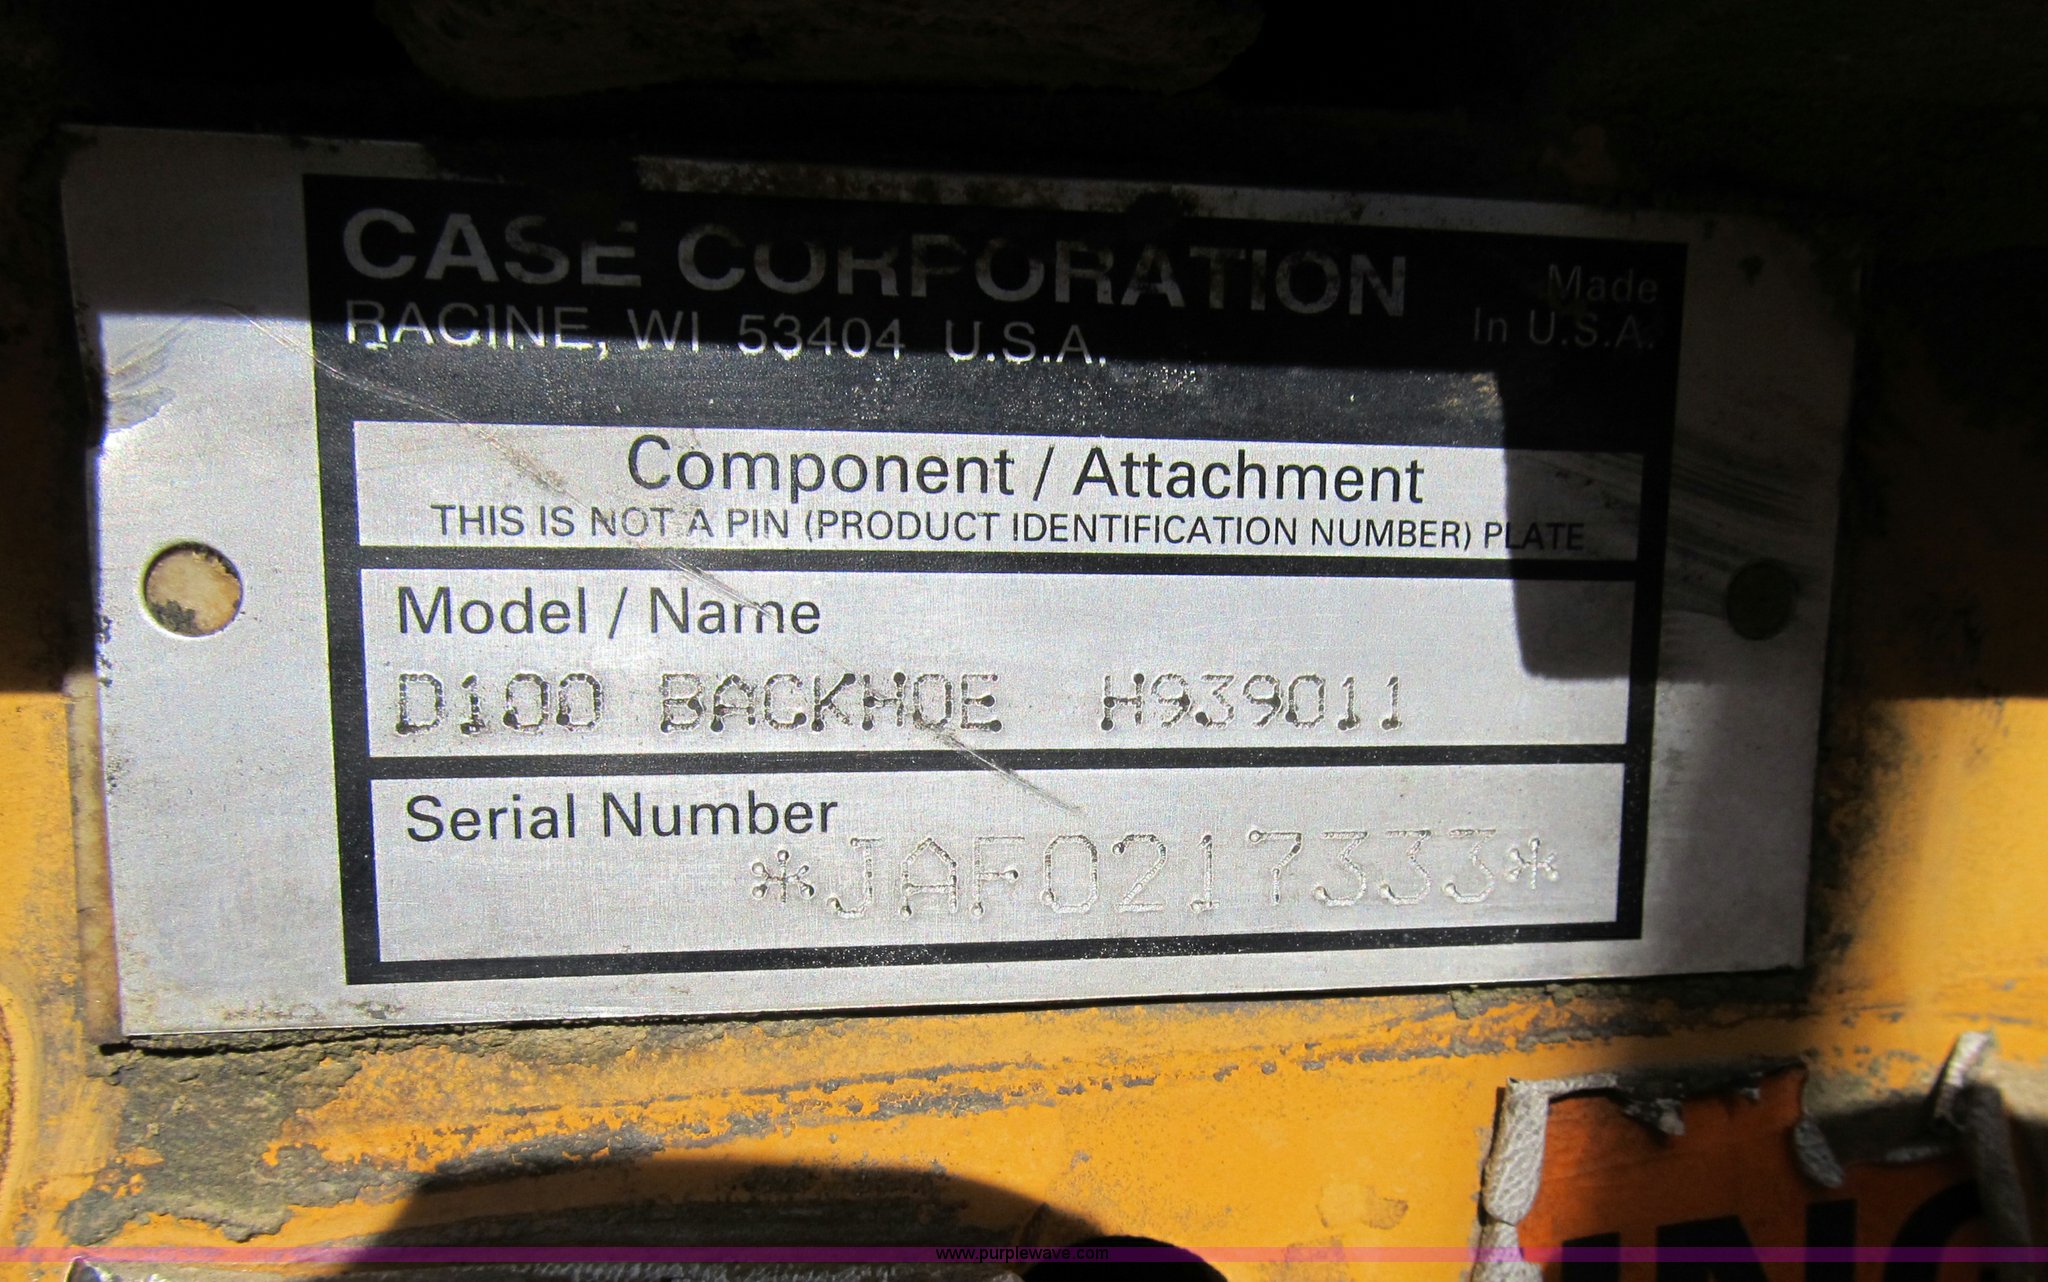 CASE CORPORATION
RACINE, WI 53404 U.S.A.
Made
In U.S.A.
Component / Attachment
THIS IS NOT A PIN (PRODUCT IDENTIFICATION NUMBER) PLATE
Model / Name
D100 BACKHOE H939011
Serial Number
*JAF0217333*
www.purplewave.com